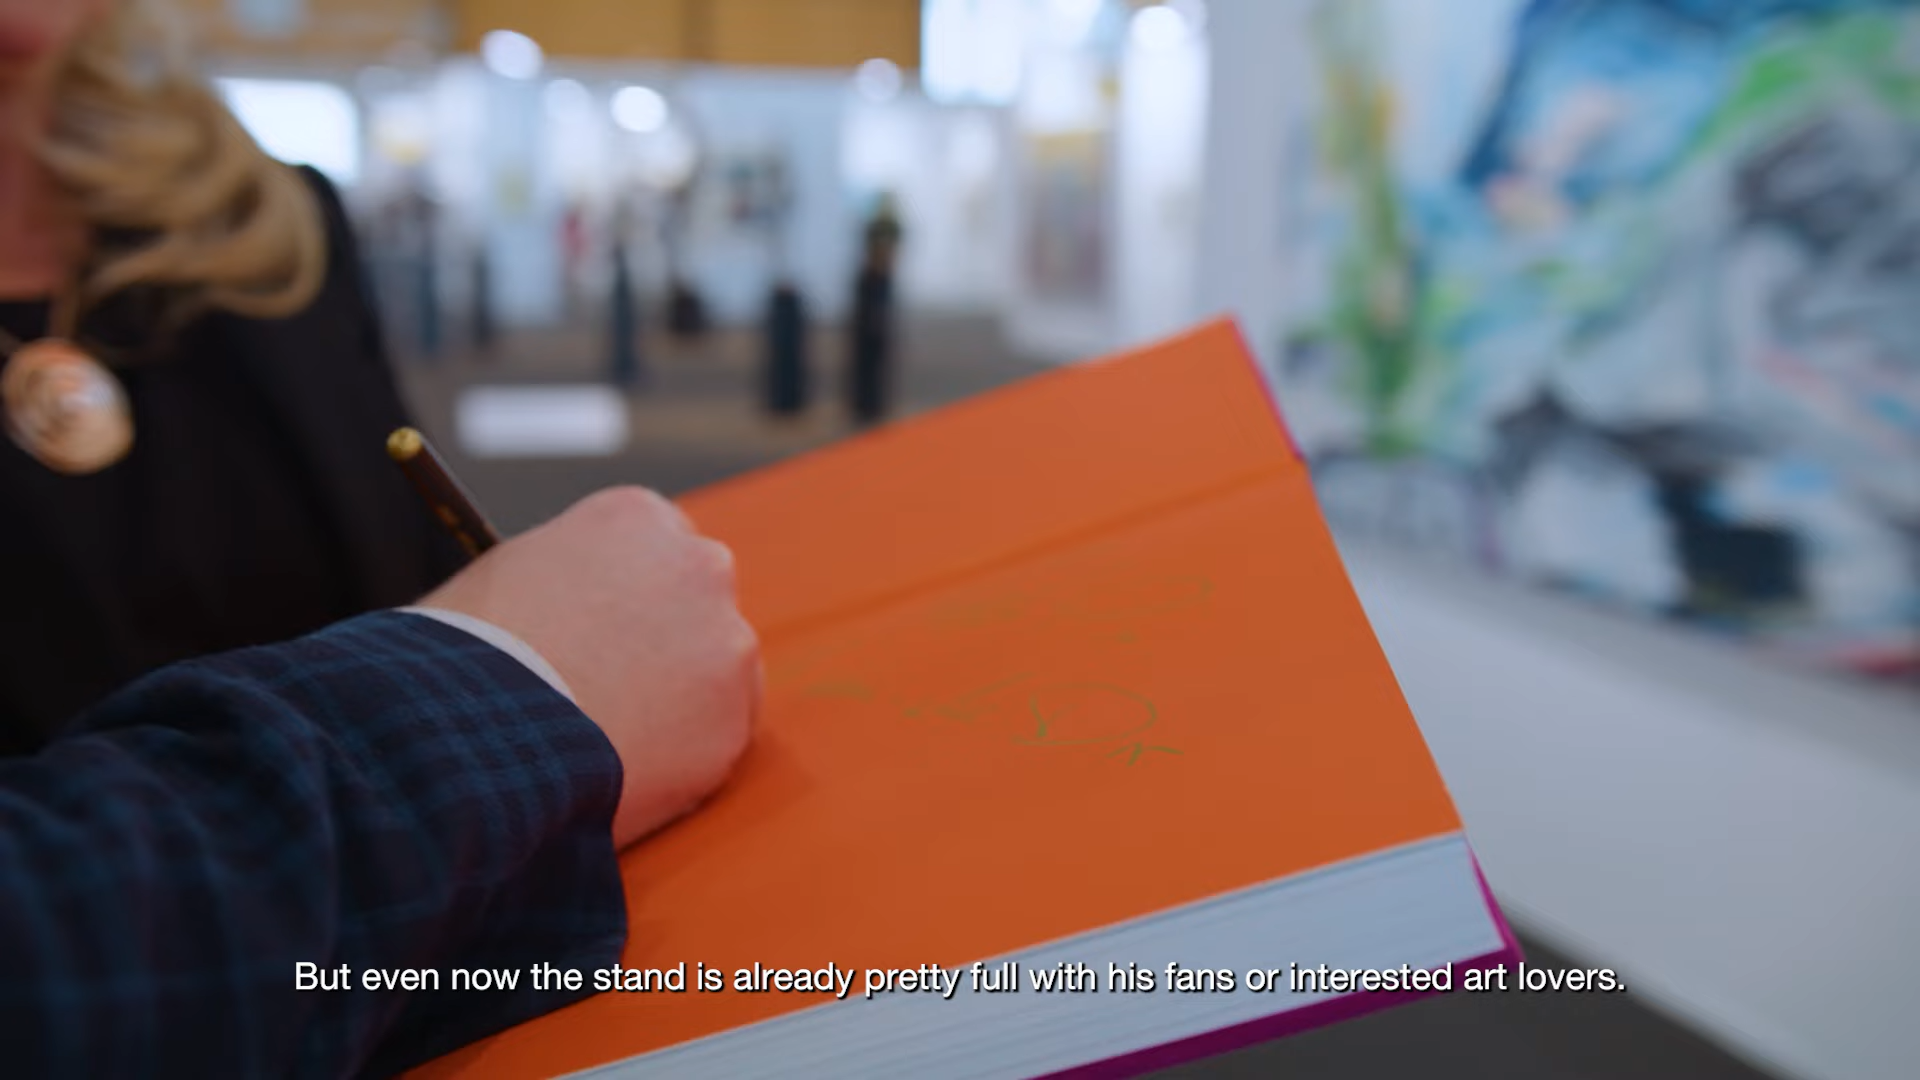 But even now the stand is already pretty full with his fans or interested art lovers.